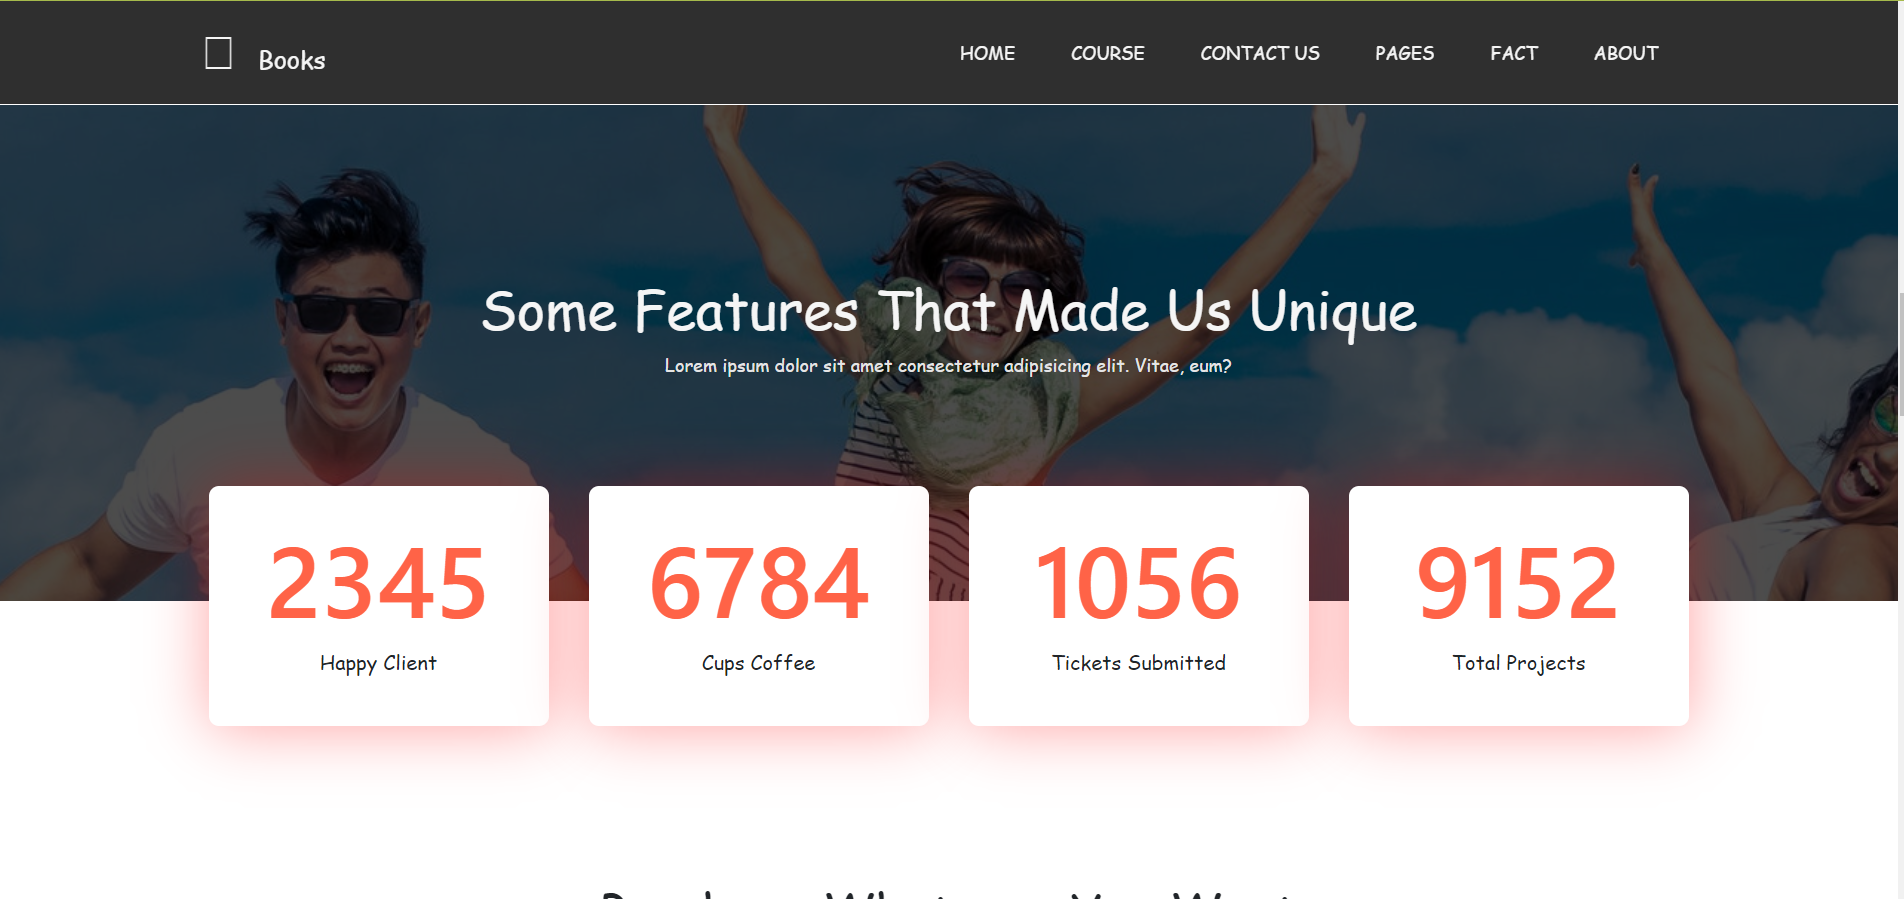 Books
HOME COURSE CONTACT US PAGES FACT ABOUT
Some Features That Made Us Unique
Lorem ipsum dolor sit amet consectetur adipisicing elit. Vitae, eum?
2345 6784 1056 9152
Happy Client Cups Coffee Tickets Submitted Total Projects